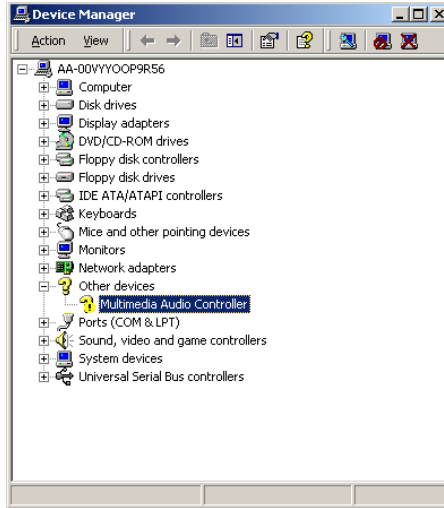 Device Manager
Action View
AA-00VYYOOP9R56
Computer
Disk drives
Display adapters
DVD/CD-ROM drives
Floppy disk controllers
Floppy disk drives
IDE ATA/ATAPI controllers
Keyboards
Mice and other pointing devices
Monitors
Network adapters
Other devices
Multimedia Audio Controller
Ports (COM & LPT)
Sound, video and game controllers
System devices
Universal Serial Bus controllers